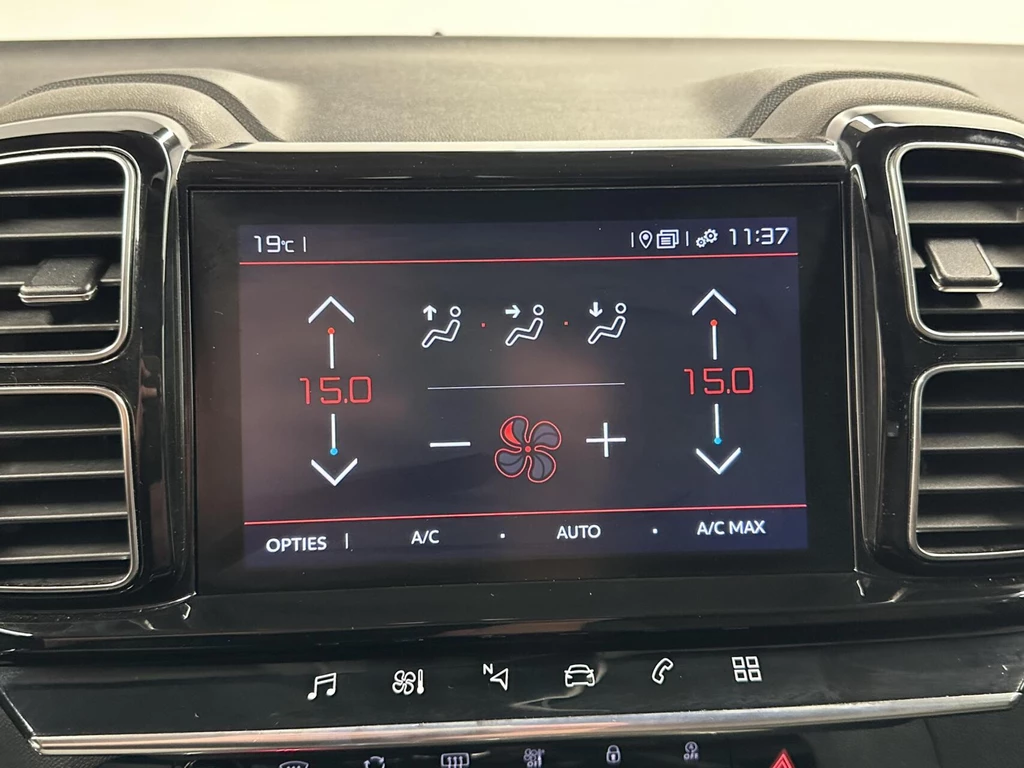 19°C 11:37
15.0 15.0
OPTIES A/C AUTO A/C MAX
N